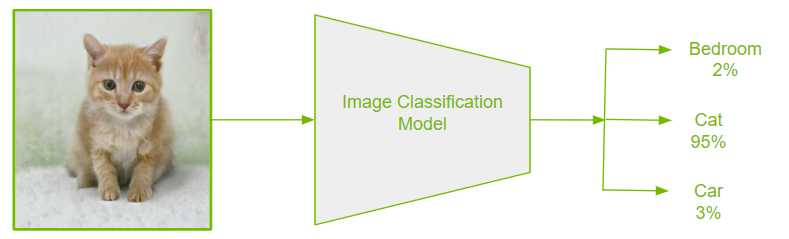 Image Classification
Model
Bedroom
2%
Cat
95%
Car
3%